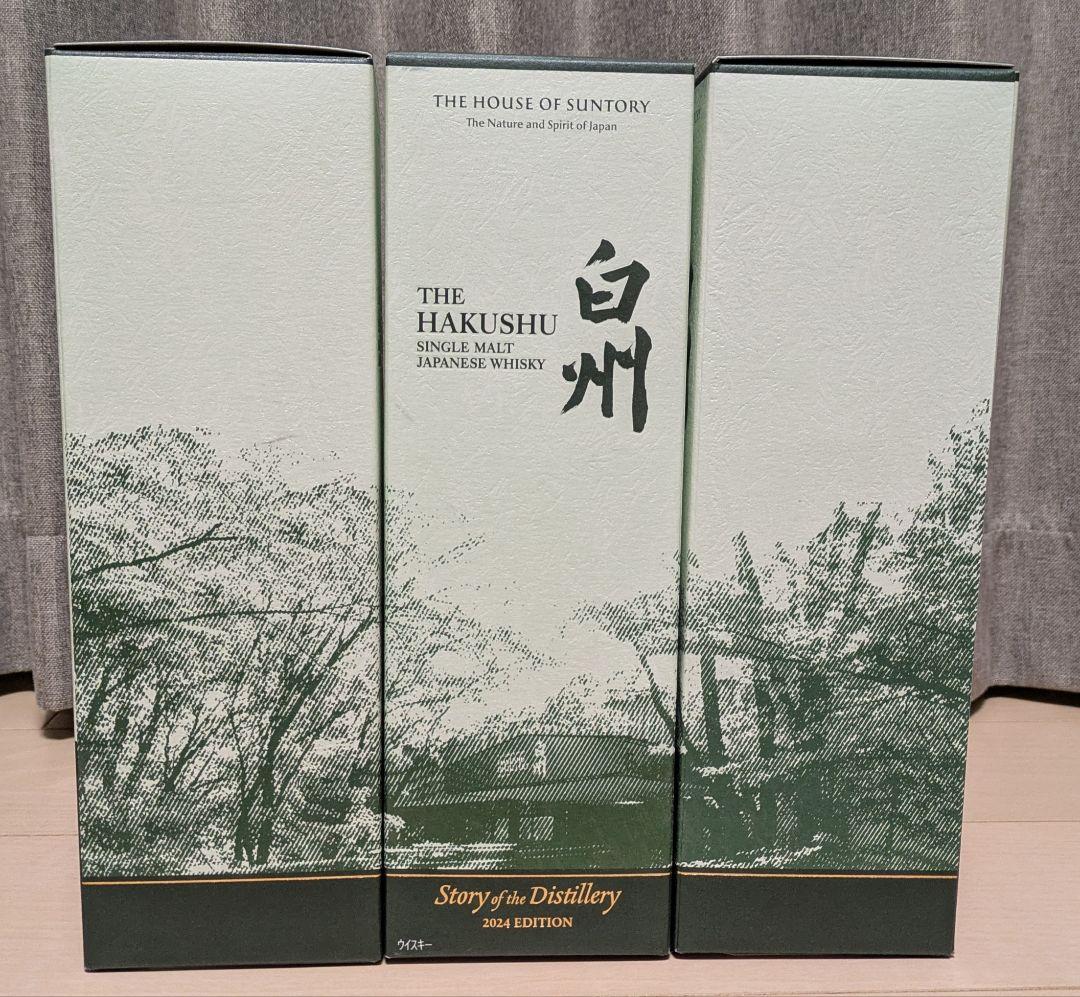 THE HOUSE OF SUNTORY
The Nature and Spirit of Japan
THE
HAKUSHU
SINGLE MALT
JAPANESE WHISKY
白州
Story of the Distillery
2024 EDITION
ウイスキー